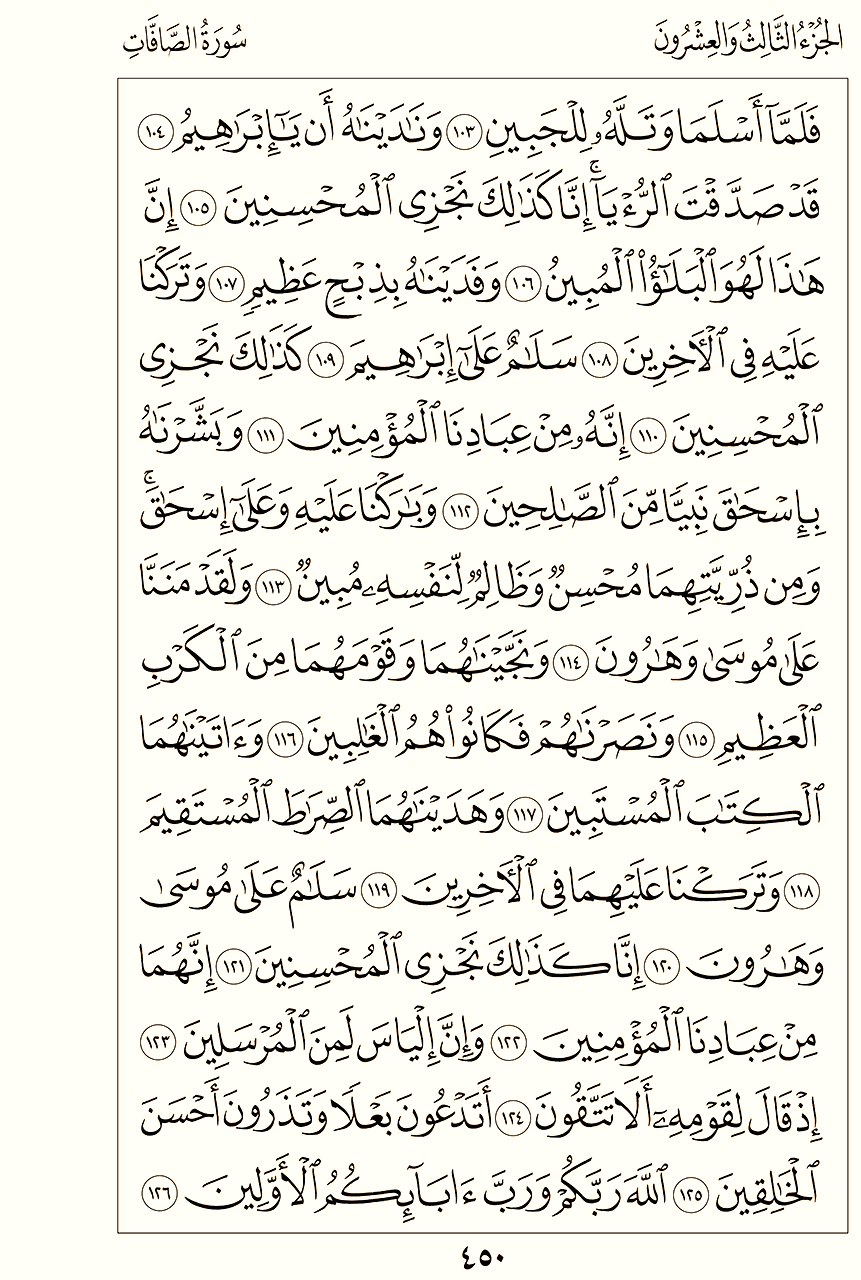 الجُزْءُ الثَّالِثُ وَالعِشْرُونَ سُورَةُ الصَّافَّاتِ
فَلَمَّآ أَسْلَمَا وَتَلَّهُۥ لِلْجَبِينِ ١٠٣ وَنَٰدَيْنَٰهُ أَن يَٰٓإِبْرَٰهِيمُ ١٠٤
قَدْ صَدَّقْتَ ٱلرُّءْيَآ ۚ إِنَّا كَذَٰلِكَ نَجْزِى ٱلْمُحْسِنِينَ ١٠٥ إِنَّ
هَٰذَا لَهُوَ ٱلْبَلَٰٓؤُا۟ ٱلْمُبِينُ ١٠٦ وَفَدَيْنَٰهُ بِذِبْحٍ عَظِيمٍ ١٠٧ وَتَرَكْنَا
عَلَيْهِ فِى ٱلْءَاخِرِينَ ١٠٨ سَلَٰمٌ عَلَىٰٓ إِبْرَٰهِيمَ ١٠٩ كَذَٰلِكَ نَجْزِى
ٱلْمُحْسِنِينَ ١١٠ إِنَّهُۥ مِنْ عِبَادِنَا ٱلْمُؤْمِنِينَ ١١١ وَبَشَّرْنَٰهُ
بِإِسْحَٰقَ نَبِيًّا مِّنَ ٱلصَّٰلِحِينَ ١١٢ وَبَٰرَكْنَا عَلَيْهِ وَعَلَىٰٓ إِسْحَٰقَ ۚ
وَمِن ذُرِّيَّتِهِمَا مُحْسِنٌ وَظَالِمٌ لِّنَفْسِهِۦ مُبِينٌ ١١٣ وَلَقَدْ مَنَنَّا
عَلَىٰ مُوسَىٰ وَهَٰرُونَ ١١٤ وَنَجَّيْنَٰهُمَا وَقَوْمَهُمَا مِنَ ٱلْكَرْبِ
ٱلْعَظِيمِ ١١٥ وَنَصَرْنَٰهُمْ فَكَانُوا۟ هُمُ ٱلْغَٰلِبِينَ ١١٦ وَءَاتَيْنَٰهُمَا
ٱلْكِتَٰبَ ٱلْمُسْتَبِينَ ١١٧ وَهَدَيْنَٰهُمَا ٱلصِّرَٰطَ ٱلْمُسْتَقِيمَ
١١٨ وَتَرَكْنَا عَلَيْهِمَا فِى ٱلْءَاخِرِينَ ١١٩ سَلَٰمٌ عَلَىٰ مُوسَىٰ
وَهَٰرُونَ ١٢٠ إِنَّا كَذَٰلِكَ نَجْزِى ٱلْمُحْسِنِينَ ١٢١ إِنَّهُمَا
مِنْ عِبَادِنَا ٱلْمُؤْمِنِينَ ١٢٢ وَإِنَّ إِلْيَاسَ لَمِنَ ٱلْمُرْسَلِينَ ١٢٣
إِذْ قَالَ لِقَوْمِهِۦٓ أَلَا تَتَّقُونَ ١٢٤ أَتَدْعُونَ بَعْلًا وَتَذَرُونَ أَحْسَنَ
ٱلْخَٰلِقِينَ ١٢٥ ٱللَّهَ رَبَّكُمْ وَرَبَّ ءَابَآئِكُمُ ٱلْأَوَّلِينَ ١٢٦
٤٥٠